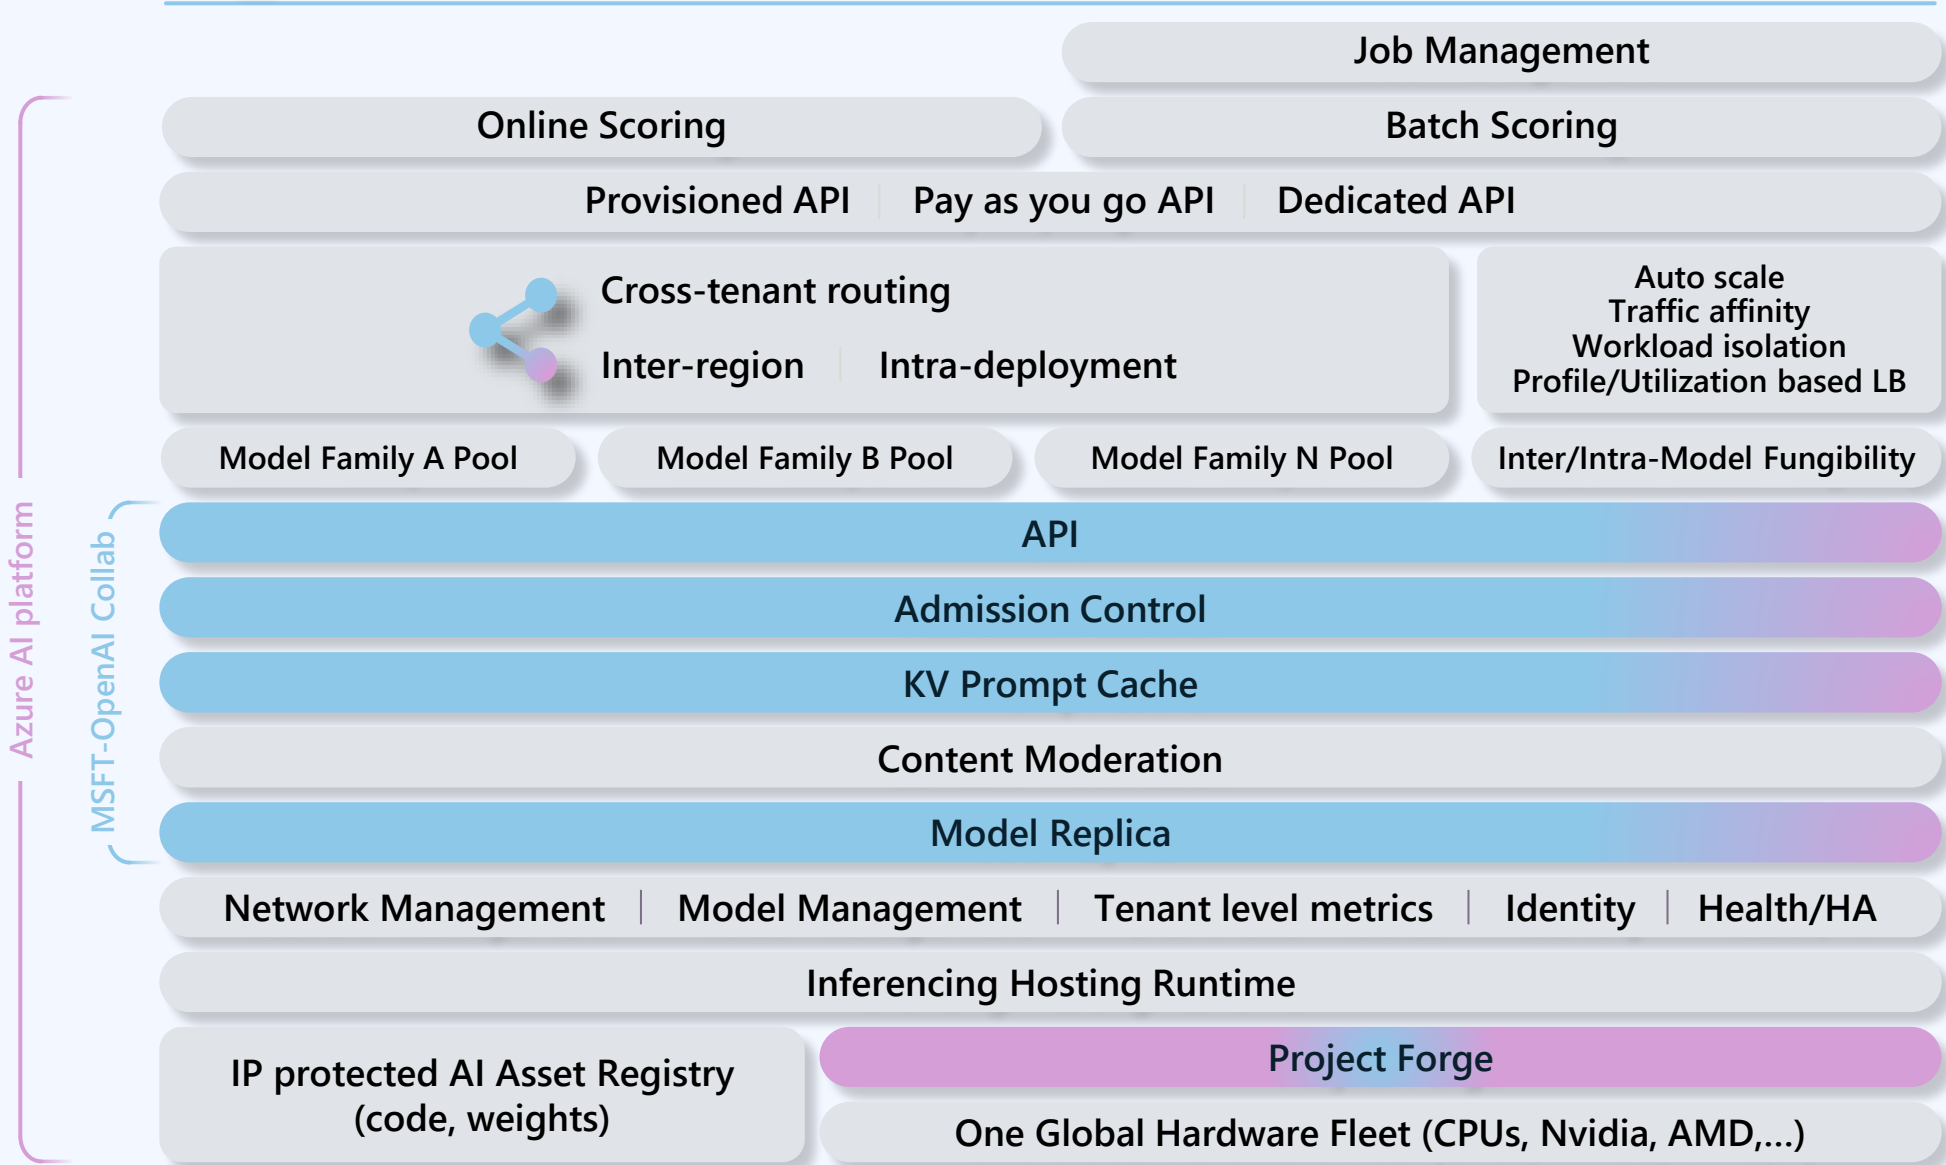 Job Management
Online Scoring
Batch Scoring
Provisioned API
Pay as you go API
Dedicated API
Cross-tenant routing
Inter-region
Intra-deployment
Auto scale
Traffic affinity
Workload isolation
Profile/Utilization based LB
Model Family A Pool
Model Family B Pool
Model Family N Pool
Inter/Intra-Model Fungibility
Azure AI platform
MSFT-OpenAI Collab
API
Admission Control
KV Prompt Cache
Content Moderation
Model Replica
Network Management
Model Management
Tenant level metrics
Identity
Health/HA
Inferencing Hosting Runtime
IP protected AI Asset Registry
(code, weights)
Project Forge
One Global Hardware Fleet (CPUs, Nvidia, AMD,...)